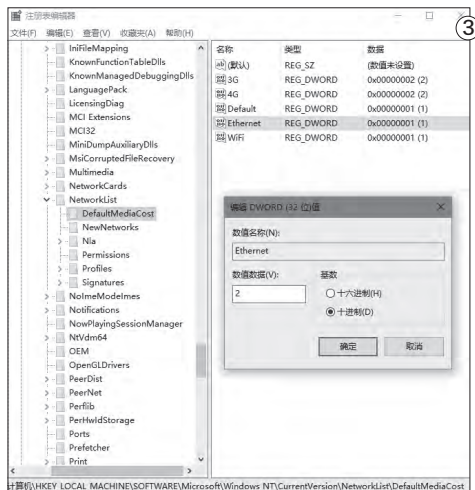 注册表编辑器
③
文件(F) 编辑(E) 查看(V) 收藏夹(A) 帮助(H)
IniFileMapping
KnownFunctionTableDlls
KnownManagedDebuggingDlls
LanguagePack
LicensingDiag
MCI Extensions
MCI32
MiniDumpAuxiliaryDlls
MsiCorruptedFileRecovery
Multimedia
NetworkCards
NetworkList
DefaultMediaCost
NewNetworks
Nla
Permissions
Profiles
Signatures
NoImeModeImes
Notifications
NowPlayingSessionManager
NtVdm64
OEM
OpenGLDrivers
PeerDist
PeerNet
Perflib
PerHwIdStorage
Ports
Prefetcher
Print
名称 类型 数据
(默认) REG_SZ (数值未设置)
3G REG_DWORD 0x00000002 (2)
4G REG_DWORD 0x00000002 (2)
Default REG_DWORD 0x00000001 (1)
Ethernet REG_DWORD 0x00000001 (1)
WiFi REG_DWORD 0x00000001 (1)
编辑 DWORD (32 位)值
数值名称(N):
Ethernet
数值数据(V): 基数
2
十六进制(H)
十进制(D)
确定 取消
计算机\HKEY_LOCAL_MACHINE\SOFTWARE\Microsoft\Windows NT\CurrentVersion\NetworkList\DefaultMediaCost